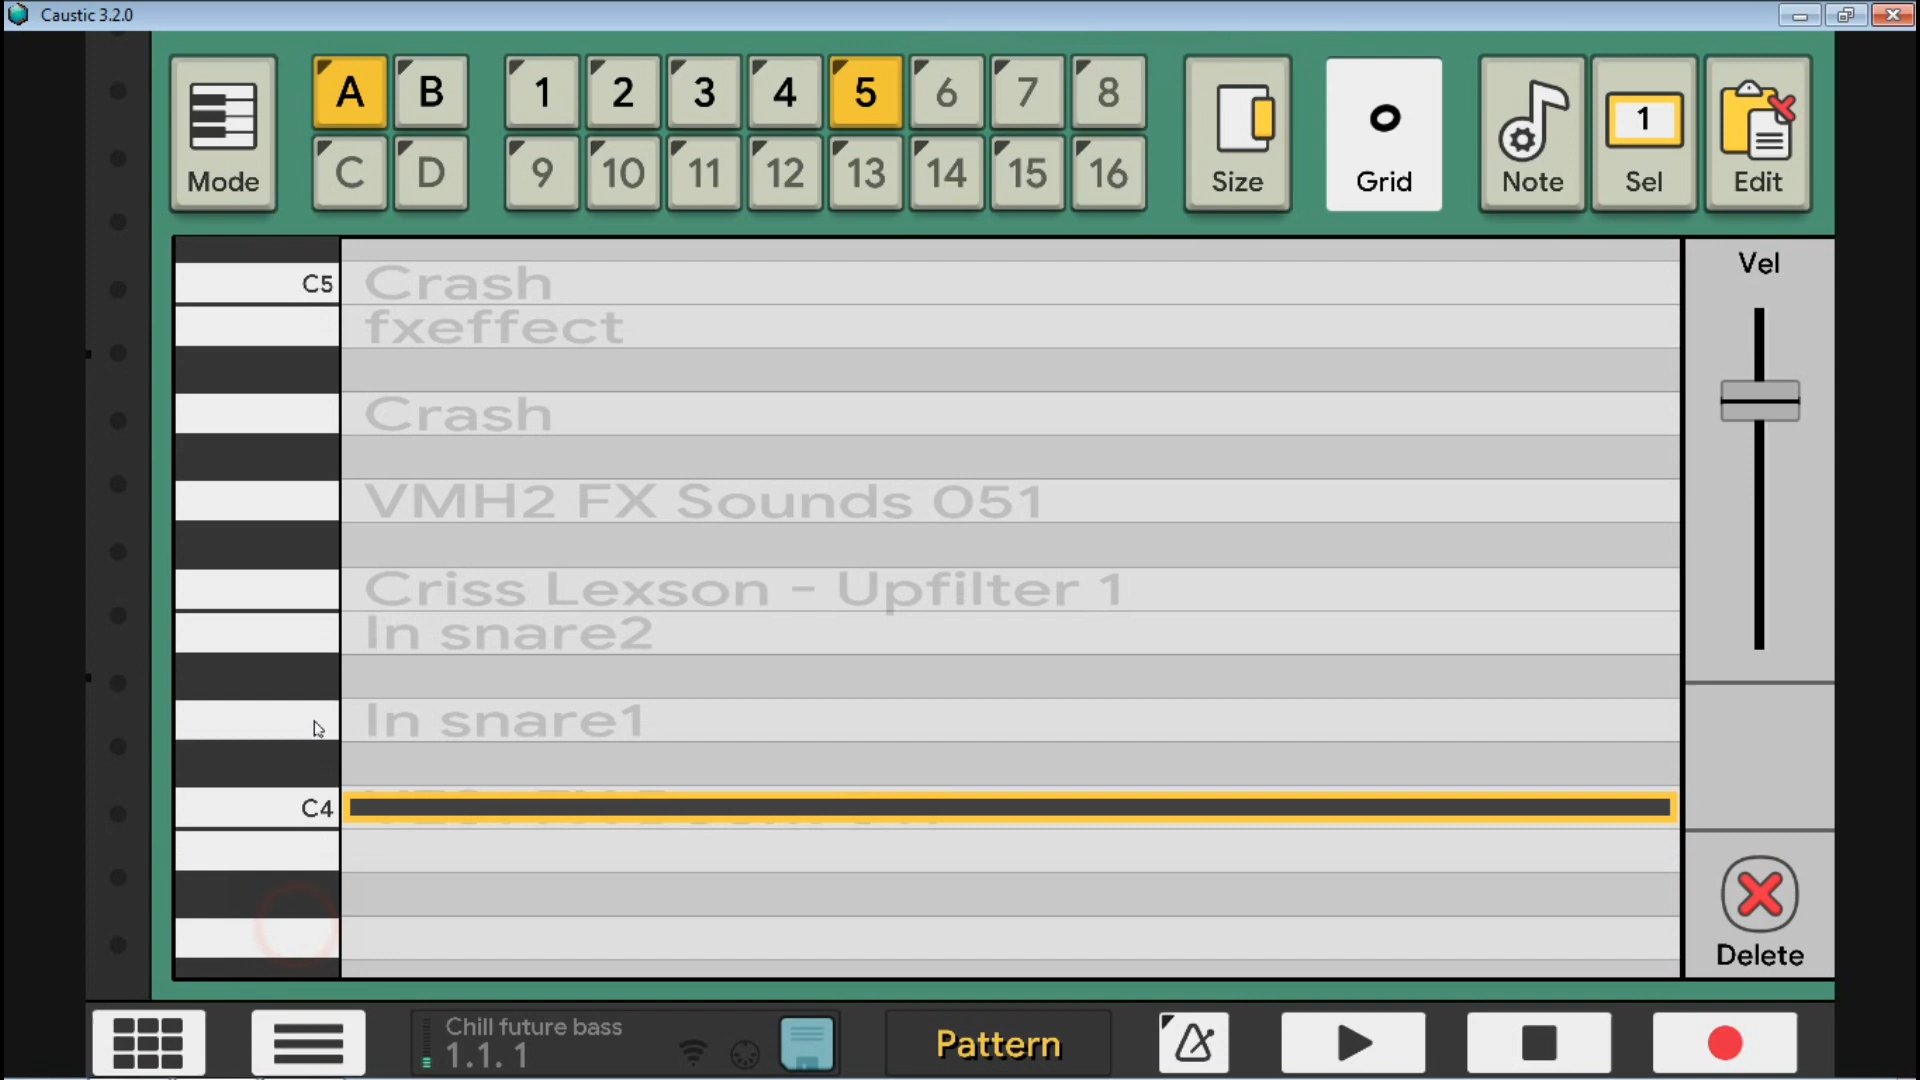 Caustic 3.2.0
Mode
A B 1 2 3 4 5 6 7 8
C D 9 10 11 12 13 14 15 16
Size
Grid
Note
1
Sel
Edit
C5
Crash
fxeffect
Crash
VMH2 FX Sounds 051
Criss Lexson - Upfilter 1
In snare2
In snare1
C4
Vel
Delete
Chill future bass
1.1. 1
Pattern